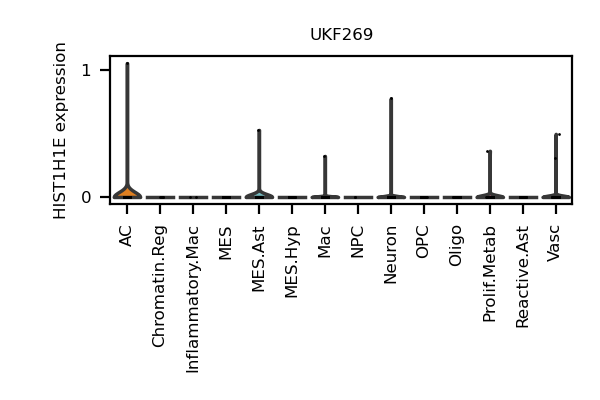 UKF269
HIST1H1E expression
1
0
AC
Chromatin.Reg
Inflammatory.Mac
MES
MES.Ast
MES.Hyp
Mac
NPC
Neuron
OPC
Oligo
Prolif.Metab
Reactive.Ast
Vasc